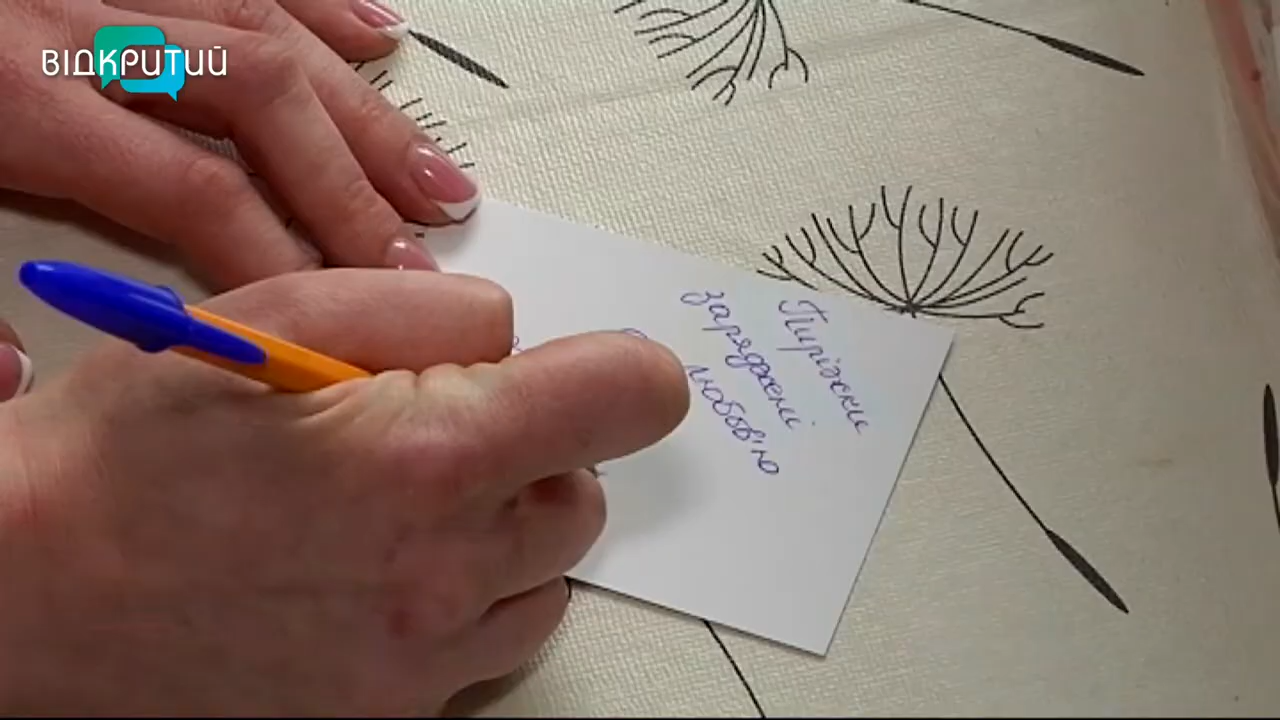 ВІДКРИТИЙ
Пиріжки
заряджені
любов'ю